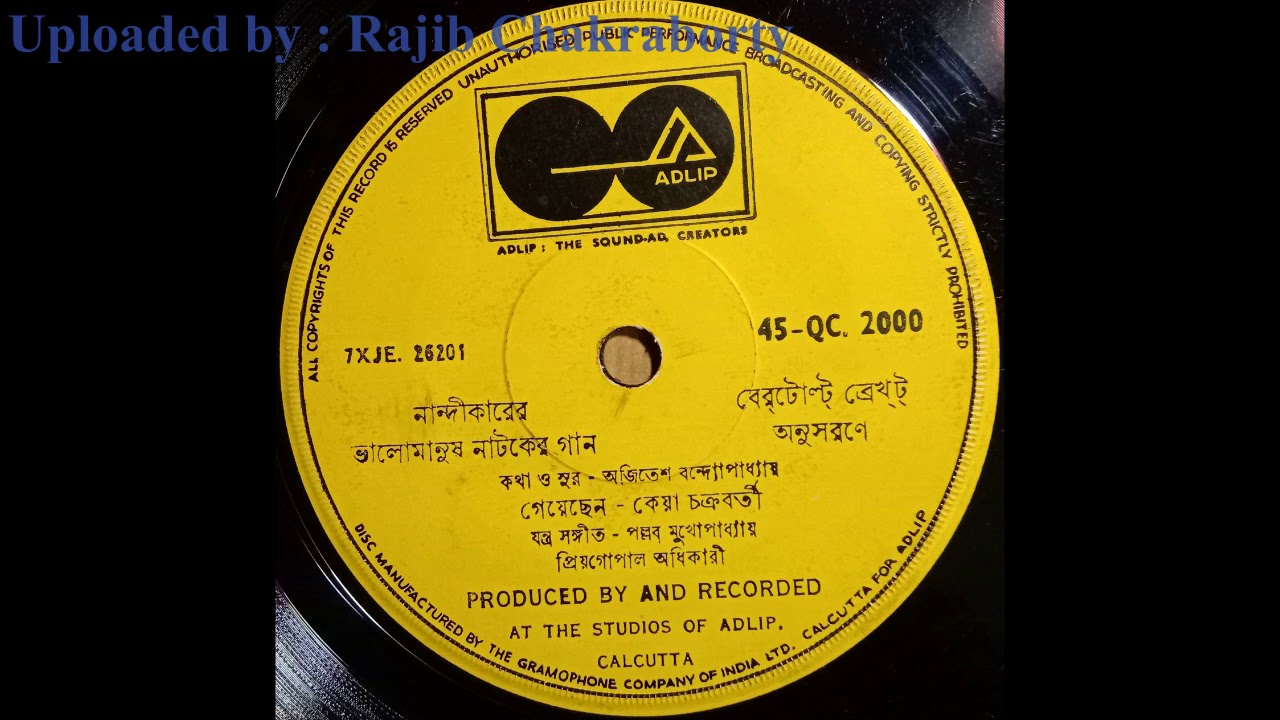 Uploaded by : Rajib Chakraborty
ALL COPYRIGHTS OF THIS RECORD IS RESERVED UNAUTHORISED PUBLIC PERFORMANCE BROADCASTING AND COPYING STRICTLY PROHIBITED
ADLIP
ADLIP : THE SOUND-AD, CREATORS
45-QC. 2000
7XJE. 26201
নান্দীকারের
ভালোমানুষ নাটকের গান
বের্টোল্ট্ ব্রেখ্ট্
অনুসরণে
কথা ও সুর - অজিতেশ বন্দ্যোপাধ্যায়
গেয়েছেন - কেয়া চক্রবর্তী
যন্ত্র সঙ্গীত - পল্লব মুখোপাধ্যায়
প্রিয়গোপাল অধিকারী
PRODUCED BY AND RECORDED
AT THE STUDIOS OF ADLIP.
CALCUTTA
DISC MANUFACTURED BY THE GRAMOPHONE COMPANY OF INDIA LTD. CALCUTTA FOR ADLIP